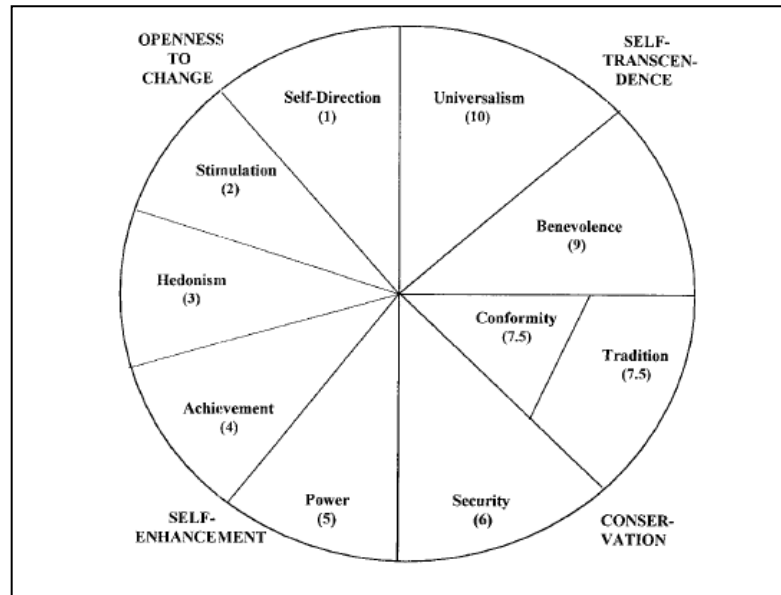 OPENNESS
TO
CHANGE
SELF-
TRANSCEN-
DENCE
Self-Direction
(1)
Universalism
(10)
Stimulation
(2)
Benevolence
(9)
Hedonism
(3)
Conformity
(7.5)
Tradition
(7.5)
Achievement
(4)
Power
(5)
Security
(6)
SELF-
ENHANCEMENT
CONSER-
VATION